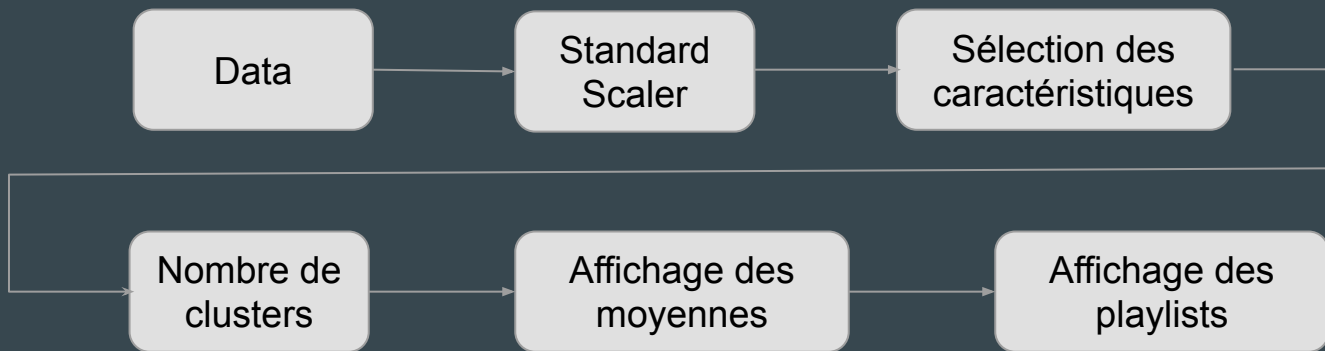 Data
Standard
Scaler
Sélection des
caractéristiques
Nombre de
clusters
Affichage des
moyennes
Affichage des
playlists